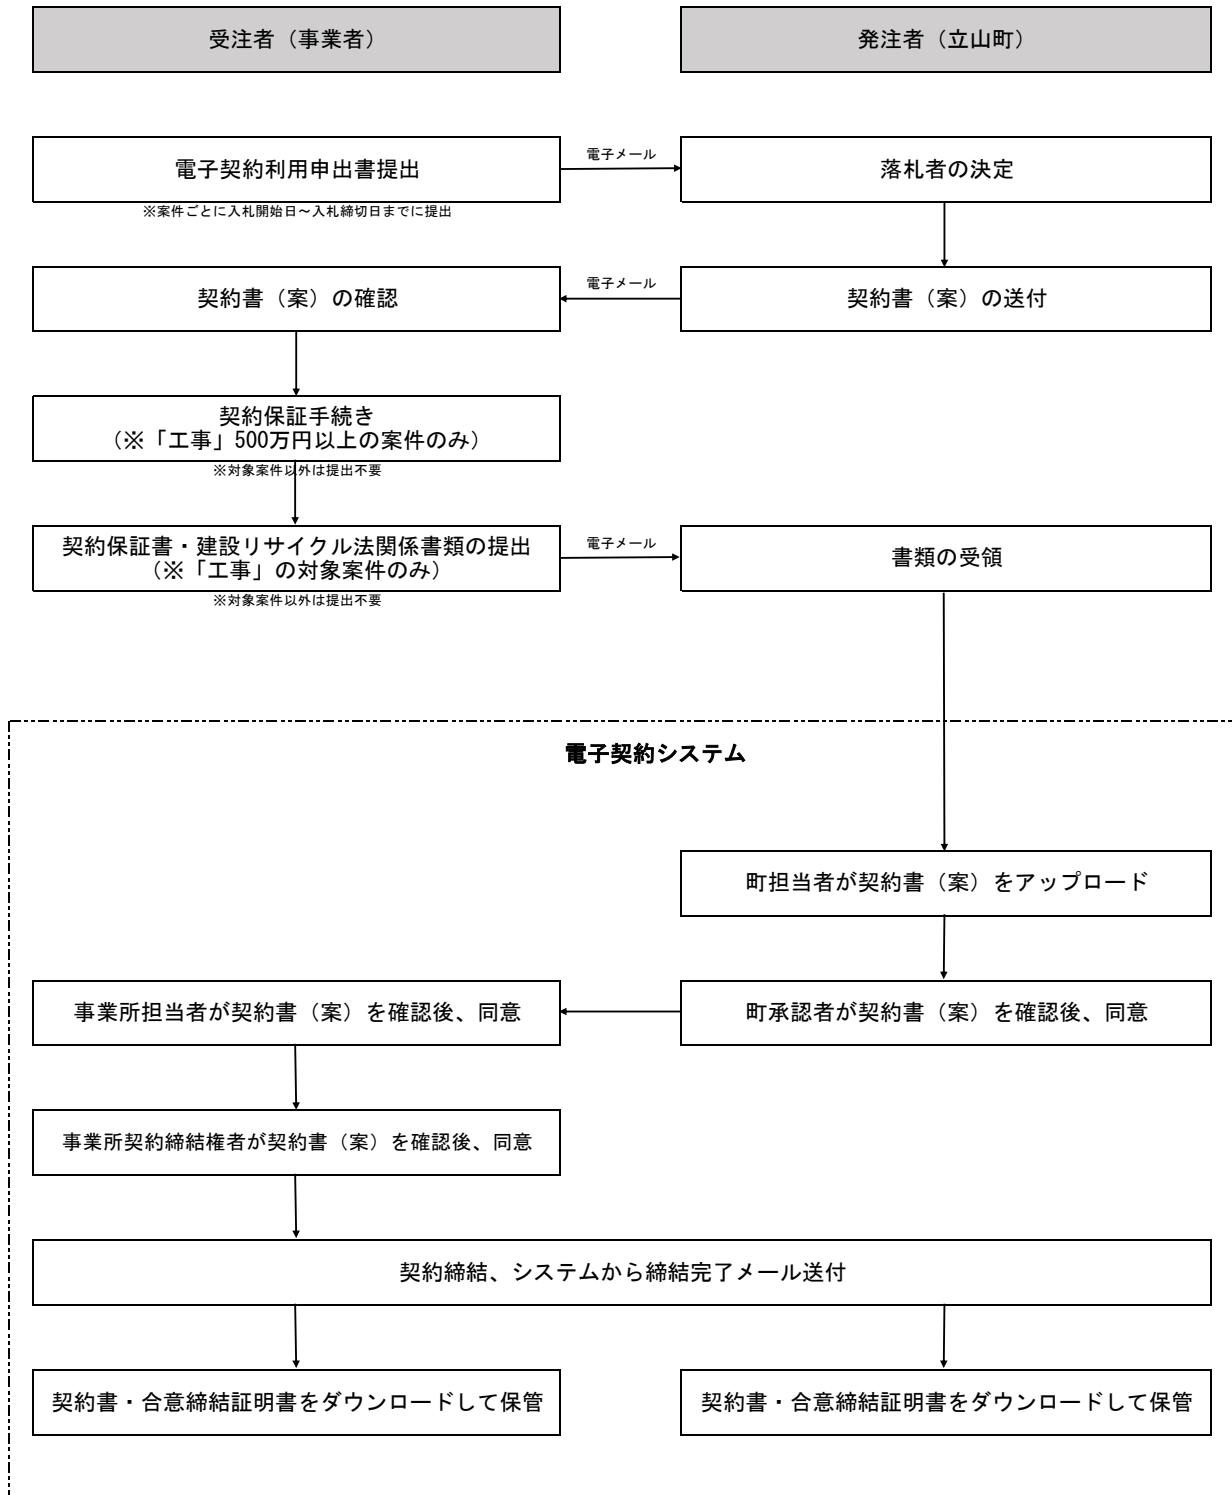 受注者（事業者）
発注者（立山町）
電子契約利用申出書提出
電子メール
落札者の決定
※案件ごとに入札開始日～入札締切日までに提出
契約書（案）の確認
電子メール
契約書（案）の送付
契約保証手続き
（※「工事」500万円以上の案件のみ）
※対象案件以外は提出不要
契約保証書・建設リサイクル法関係書類の提出
（※「工事」の対象案件のみ）
電子メール
書類の受領
※対象案件以外は提出不要
電子契約システム
町担当者が契約書（案）をアップロード
事業所担当者が契約書（案）を確認後、同意
町承認者が契約書（案）を確認後、同意
事業所契約締結権者が契約書（案）を確認後、同意
契約締結、システムから締結完了メール送付
契約書・合意締結証明書をダウンロードして保管
契約書・合意締結証明書をダウンロードして保管